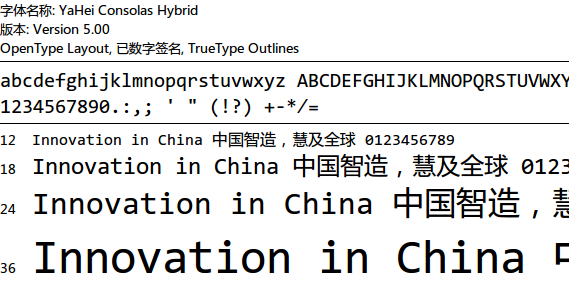 字体名称: YaHei Consolas Hybrid
版本: Version 5.00
OpenType Layout, 已数字签名, TrueType Outlines
abcdefghijklmnopqrstuvwxyz ABCDEFGHIJKLMNOPQRSTUVWXY
1234567890.:,; ' " (!?) +-*/=
12 Innovation in China 中国智造，慧及全球 0123456789
18 Innovation in China 中国智造，慧及全球 0123
24 Innovation in China 中国智造，慧
36 Innovation in China